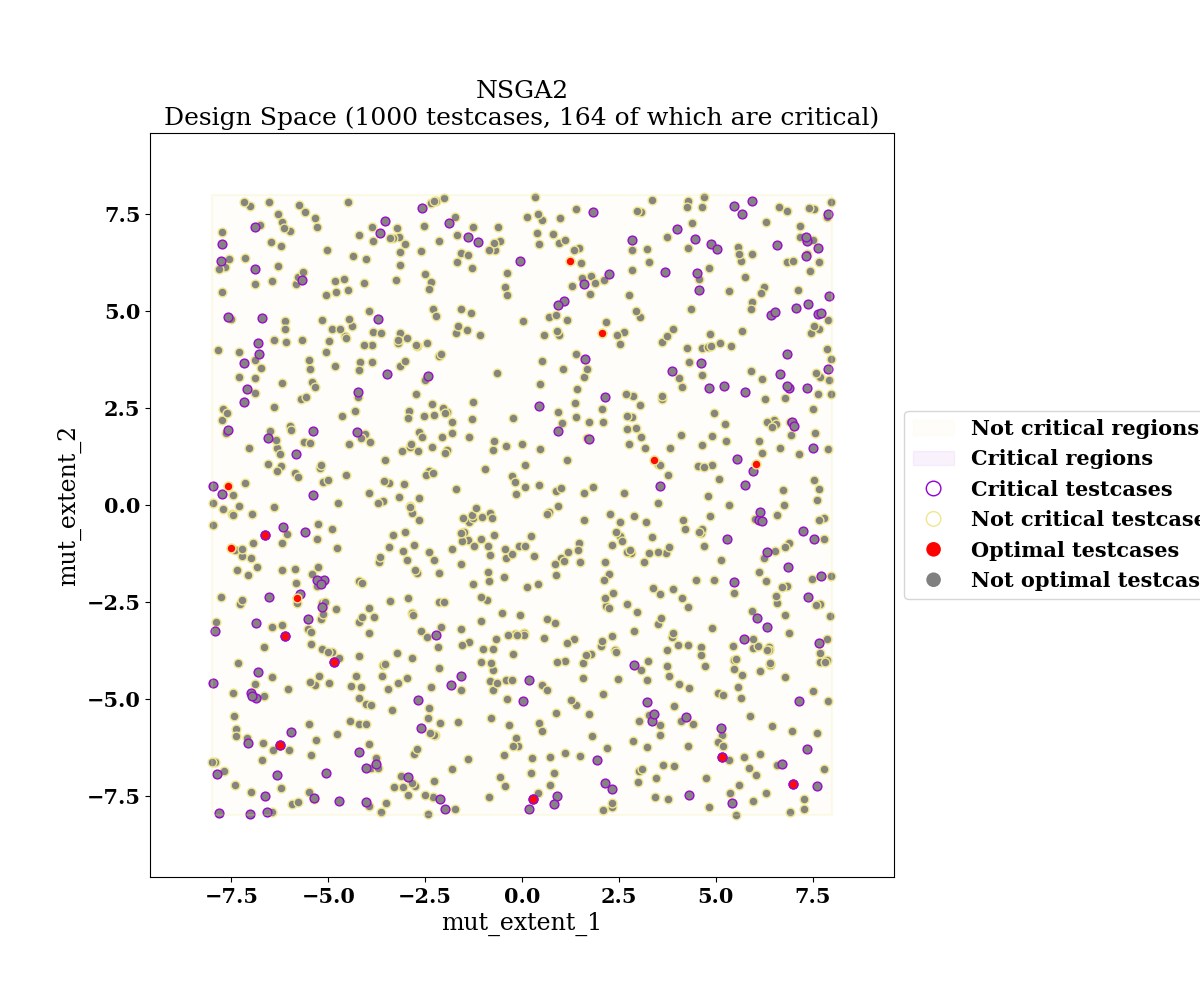 NSGA2
Design Space (1000 testcases, 164 of which are critical)
mut_extent_2
7.5
5.0
2.5
0.0
−2.5
−5.0
−7.5
−7.5 −5.0 −2.5 0.0 2.5 5.0 7.5
mut_extent_1
Not critical regions
Critical regions
Critical testcases
Not critical testcase
Optimal testcases
Not optimal testcas